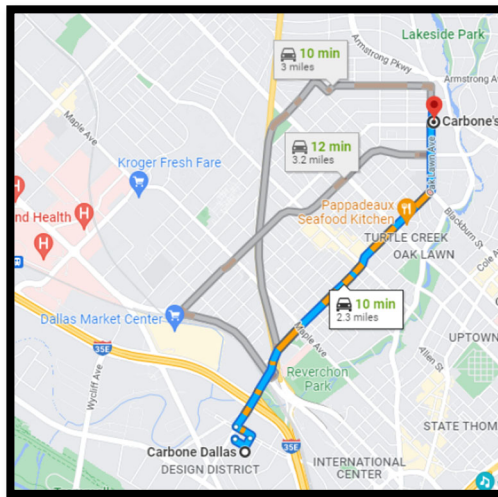 Lakeside Park
Armstrong Pkwy
10 min
3 miles
Armstrong Av
Maple Ave
Carbone's
12 min
3.2 miles
Kroger Fresh Fare
Oak Lawn Ave
Pappadeaux
Seafood Kitchen
Blackburn St
nd Health
TURTLE CREEK
OAK LAWN
Cole A
10 min
2.3 miles
Dallas Market Center
Maple Ave
UPTOWN
35E
Allen St
Wycliff Ave
Reverchon
Park
STATE THOM
Carbone Dallas
DESIGN DISTRICT
35E
INTERNATIONAL
CENTER
35E